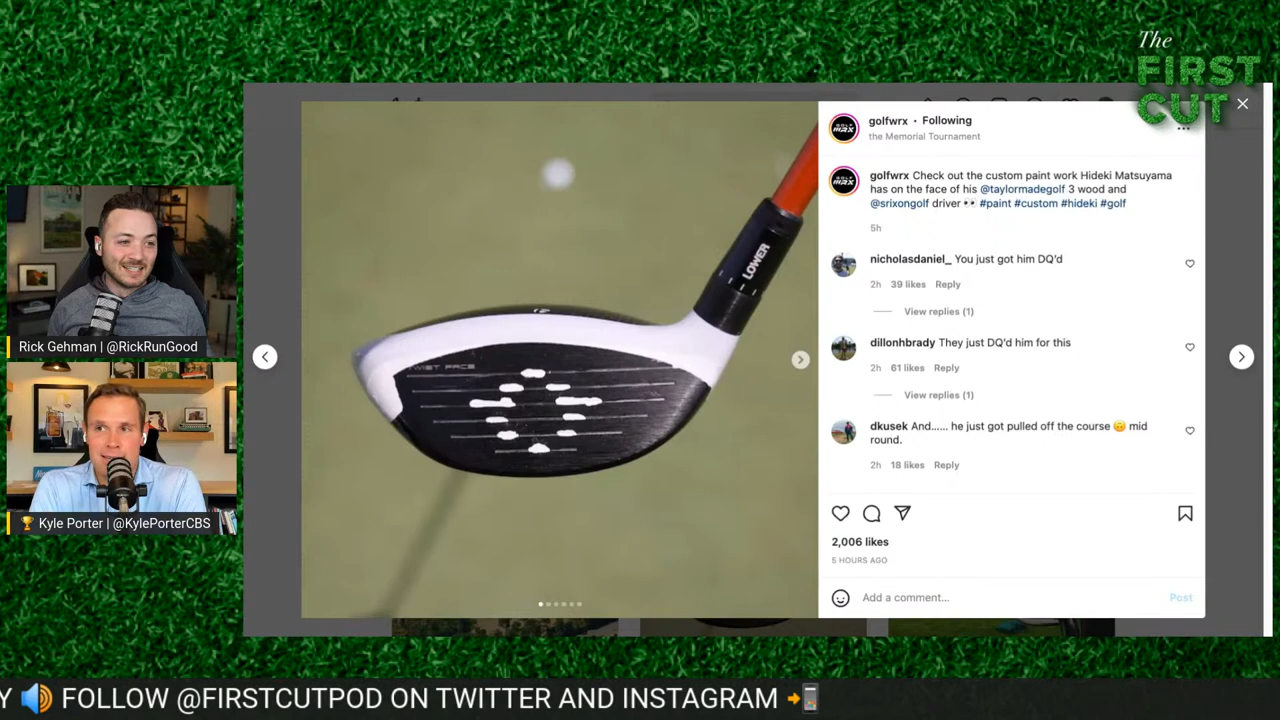 The
FIRST
CUT
golfwrx • Following
the Memorial Tournament
golfwrx Check out the custom paint work Hideki Matsuyama
has on the face of his @taylormadegolf 3 wood and
@srixongolf driver 👀 #paint #custom #hideki #golf
5h
nicholasdaniel_ You just got him DQ'd
2h 39 likes Reply
View replies (1)
dillonhbrady They just DQ'd him for this
2h 61 likes Reply
View replies (1)
dkusek And...... he just got pulled off the course 🙃 mid
round.
2h 18 likes Reply
2,006 likes
5 HOURS AGO
Add a comment...
Post
LOWER
TWIST FACE
Rick Gehman | @RickRunGood
🏆 Kyle Porter | @KylePorterCBS
Y 🔊 FOLLOW @FIRSTCUTPOD ON TWITTER AND INSTAGRAM 📲